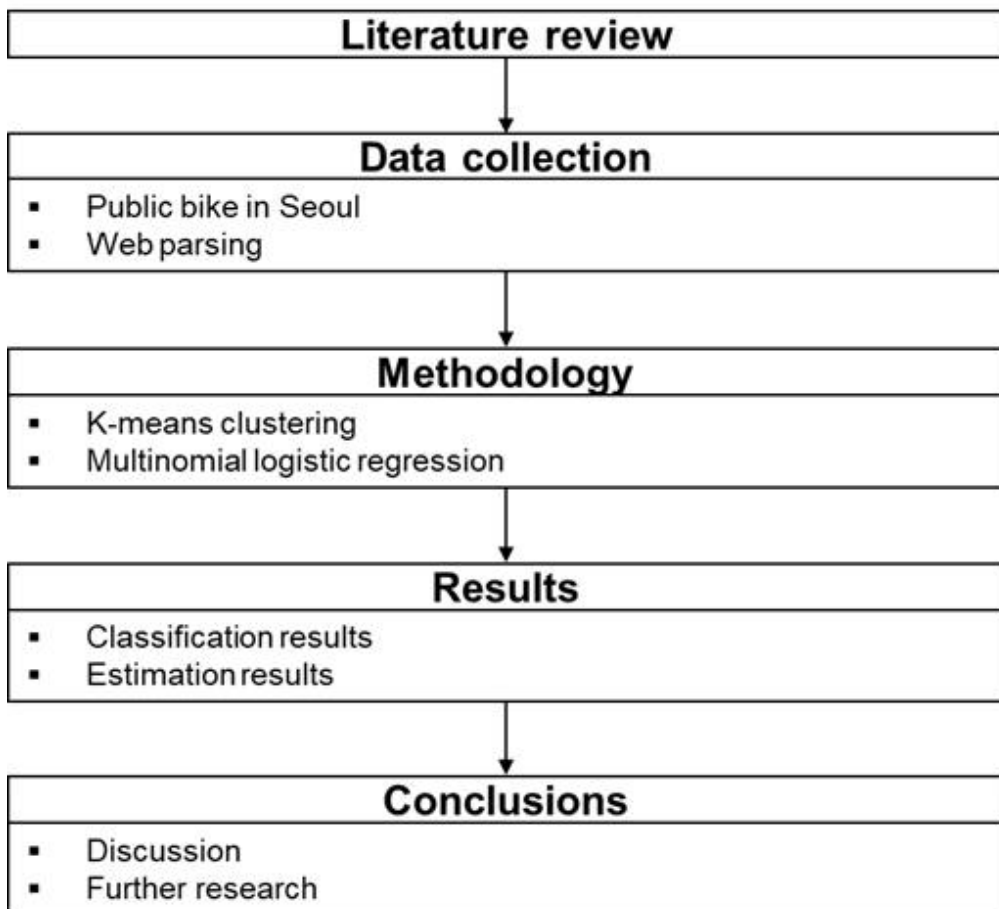 Literature review
Data collection
▪ Public bike in Seoul
▪ Web parsing
Methodology
▪ K-means clustering
▪ Multinomial logistic regression
Results
▪ Classification results
▪ Estimation results
Conclusions
▪ Discussion
▪ Further research